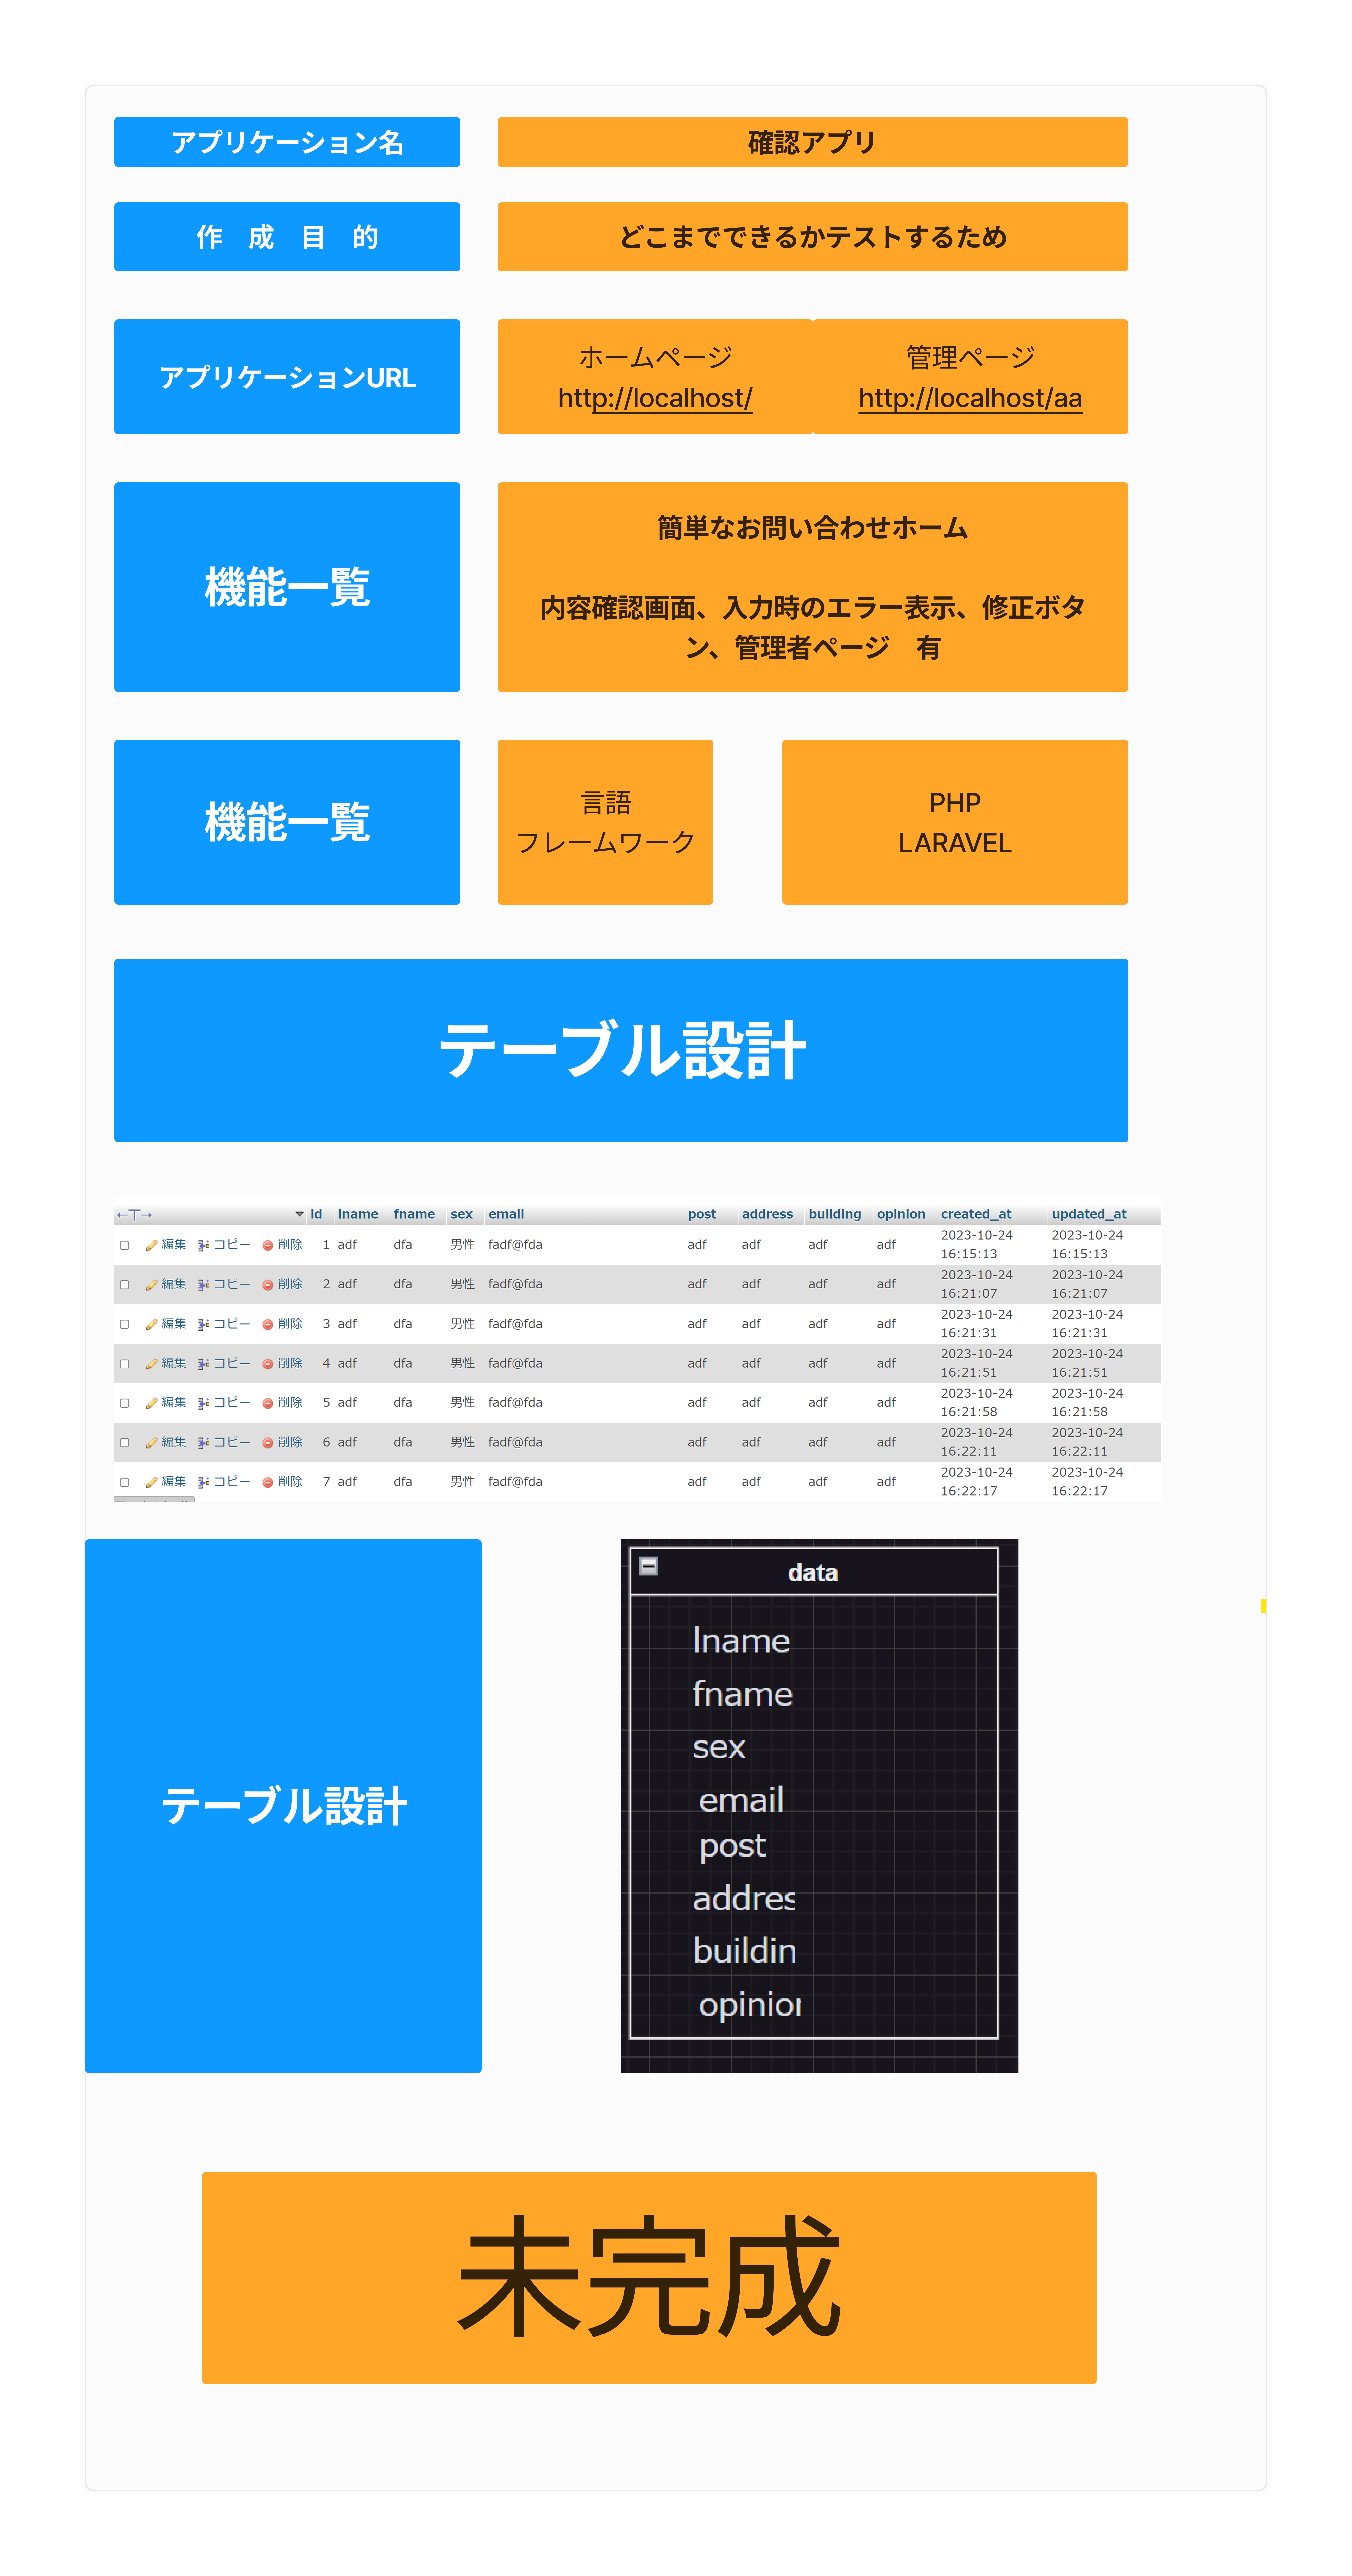 アプリケーション名
確認アプリ
作　成　目　的
どこまでできるかテストするため
アプリケーションURL
ホームページ
http://localhost/
管理ページ
http://localhost/aa
機能一覧
簡単なお問い合わせホーム
内容確認画面、入力時のエラー表示、修正ボタ
ン、管理者ページ　有
機能一覧
言語
フレームワーク
PHP
LARAVEL
テーブル設計
←T→ id lname fname sex email post address building opinion created_at updated_at
編集 コピー 削除 1 adf dfa 男性 fadf@fda adf adf adf adf 2023-10-24 16:15:13 2023-10-24 16:15:13
編集 コピー 削除 2 adf dfa 男性 fadf@fda adf adf adf adf 2023-10-24 16:21:07 2023-10-24 16:21:07
編集 コピー 削除 3 adf dfa 男性 fadf@fda adf adf adf adf 2023-10-24 16:21:31 2023-10-24 16:21:31
編集 コピー 削除 4 adf dfa 男性 fadf@fda adf adf adf adf 2023-10-24 16:21:51 2023-10-24 16:21:51
編集 コピー 削除 5 adf dfa 男性 fadf@fda adf adf adf adf 2023-10-24 16:21:58 2023-10-24 16:21:58
編集 コピー 削除 6 adf dfa 男性 fadf@fda adf adf adf adf 2023-10-24 16:22:11 2023-10-24 16:22:11
編集 コピー 削除 7 adf dfa 男性 fadf@fda adf adf adf adf 2023-10-24 16:22:17 2023-10-24 16:22:17
テーブル設計
data
lname
fname
sex
email
post
addres
buildin
opinion
未完成